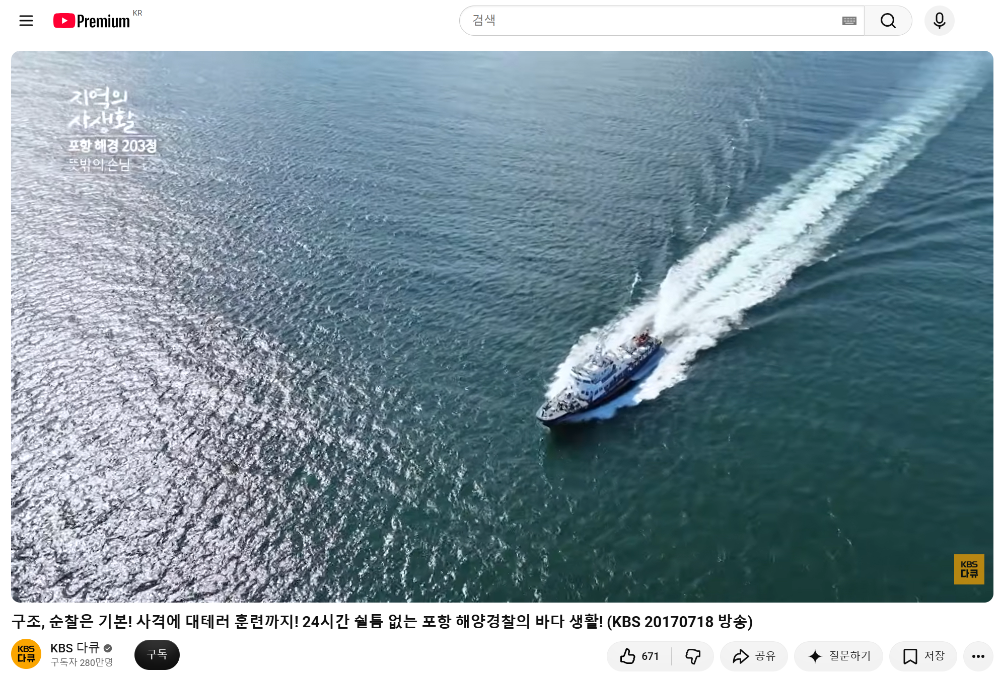 Premium KR
검색
지역의
사생활
포항 해경 203정
뜻밖의 손님
KBS
다큐
구조, 순찰은 기본! 사격에 대테러 훈련까지! 24시간 쉴틈 없는 포항 해양경찰의 바다 생활! (KBS 20170718 방송)
KBS
다큐
KBS 다큐
구독자 280만명
구독
671
공유
질문하기
저장